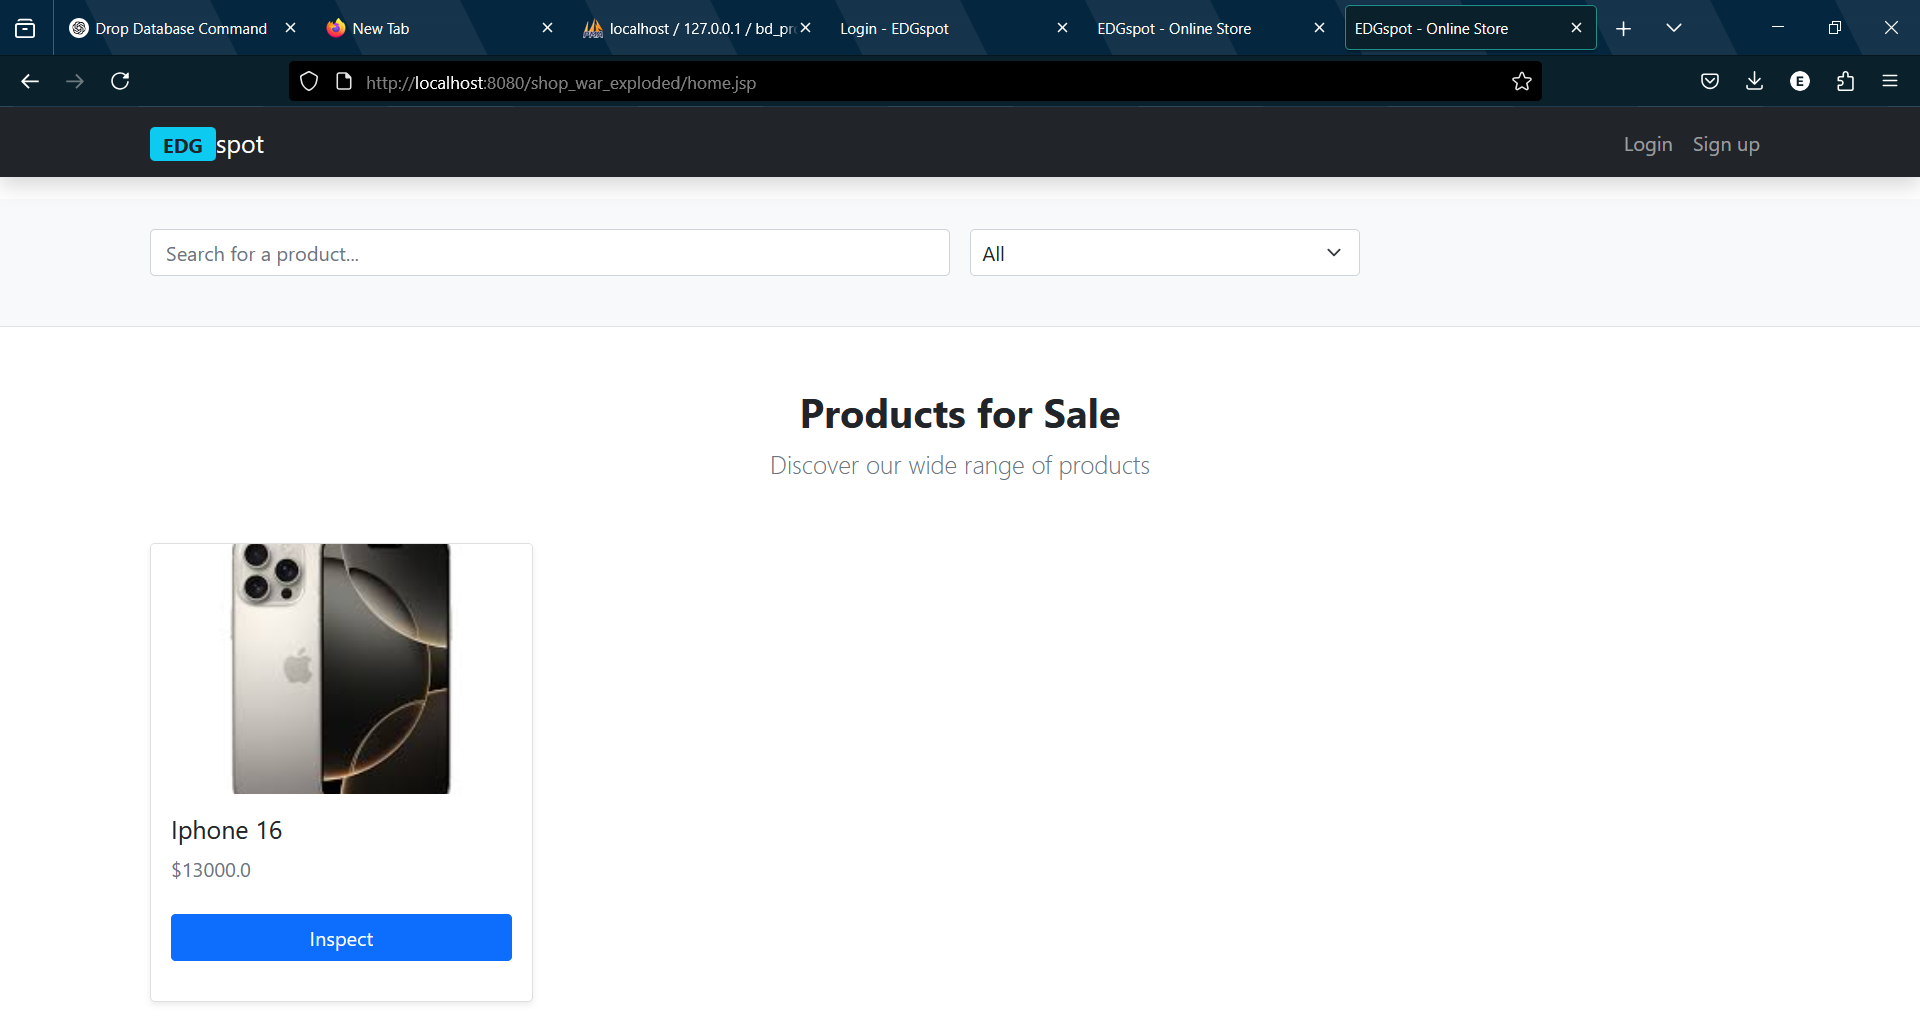 Drop Database Command
New Tab
localhost / 127.0.0.1 / bd_pr
Login - EDGspot
EDGspot - Online Store
EDGspot - Online Store
http://localhost:8080/shop_war_exploded/home.jsp
E
EDGspot
Login
Sign up
Search for a product...
All
Products for Sale
Discover our wide range of products
Iphone 16
$13000.0
Inspect